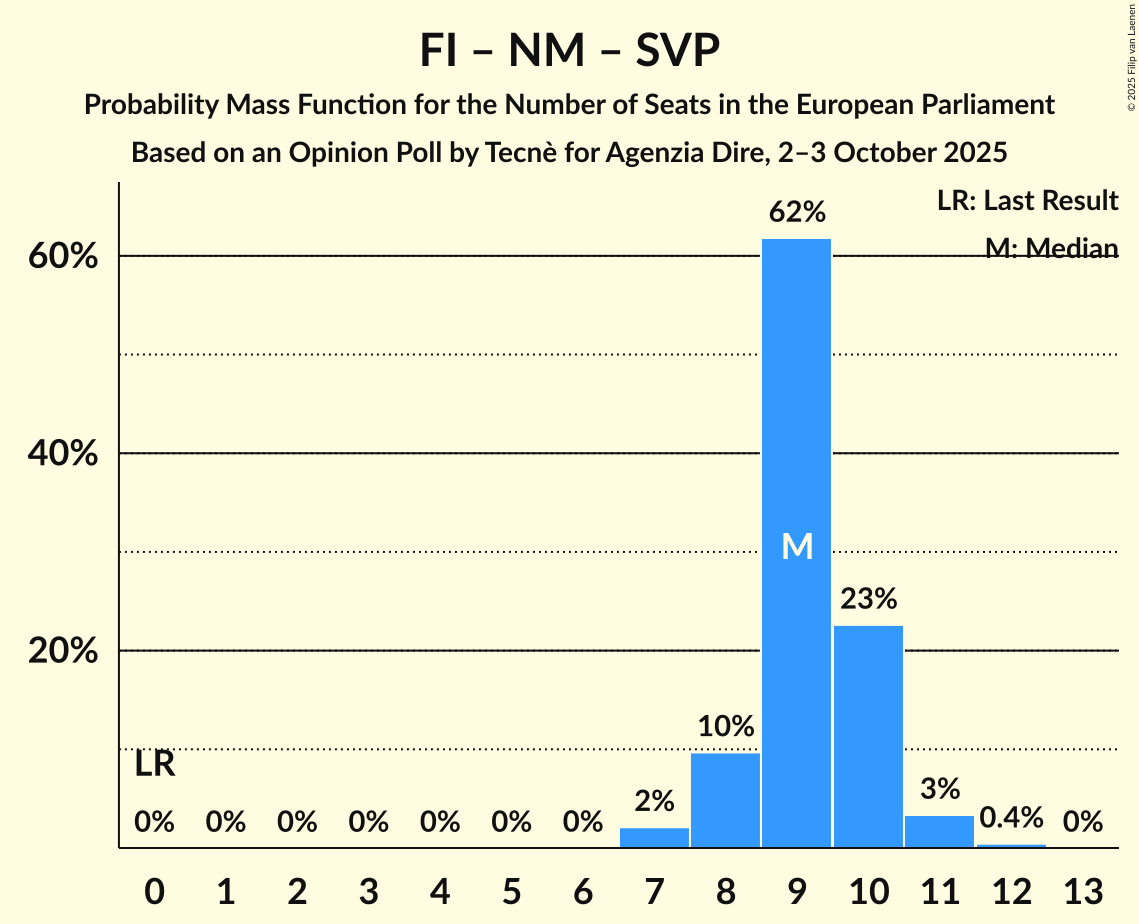 FI – NM – SVP
Probability Mass Function for the Number of Seats in the European Parliament
Based on an Opinion Poll by Tecnè for Agenzia Dire, 2–3 October 2025
© 2025 Filip van Laenen
LR: Last Result
M: Median
60%
40%
20%
62%
M
23%
10%
LR
2%
3%
0.4%
0% 0% 0% 0% 0% 0% 0% 0%
0 1 2 3 4 5 6 7 8 9 10 11 12 13